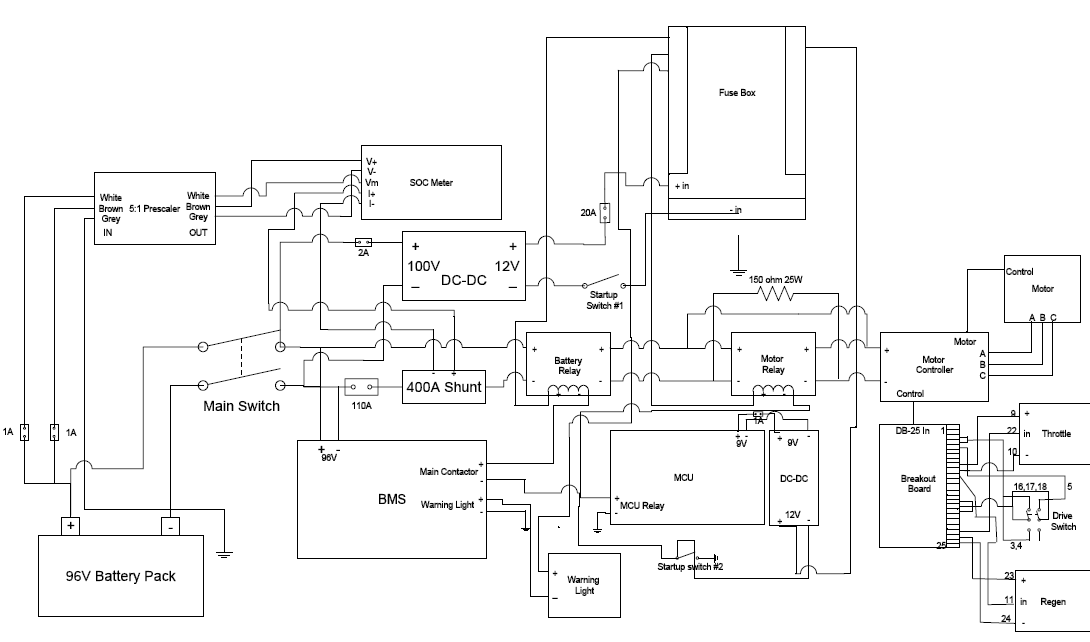 Fuse Box
+ in
- in
V+
V-
Vm
I+
I-
SOC Meter
White
Brown
Grey
IN
5:1 Prescaler
White
Brown
Grey
OUT
20A
2A
+
100V
-
DC-DC
12V
+
-
Startup
Switch #1
150 ohm 25W
Control
Motor
A B C
Main Switch
110A
- +
400A Shunt
+
-
Battery
Relay
+
-
+ -
+
-
Motor
Relay
+
-
+ -
+
-
Motor
Motor
Controller
A
B
C
Control
1A
1A
+
-
96V Battery Pack
+ -
96V
BMS
Main Contactor
+
-
Warning Light
+
-
1A
+ -
9V
MCU
+
MCU Relay
-
+ -
9V
DC-DC
12V
+ -
+
-
Warning
Light
Startup switch #2
DB-25 In
1
Breakout
Board
25
9
+
22
in
Throttle
10
-
16,17,18
5
Drive
Switch
3,4
23
+
11
in
Regen
24
-